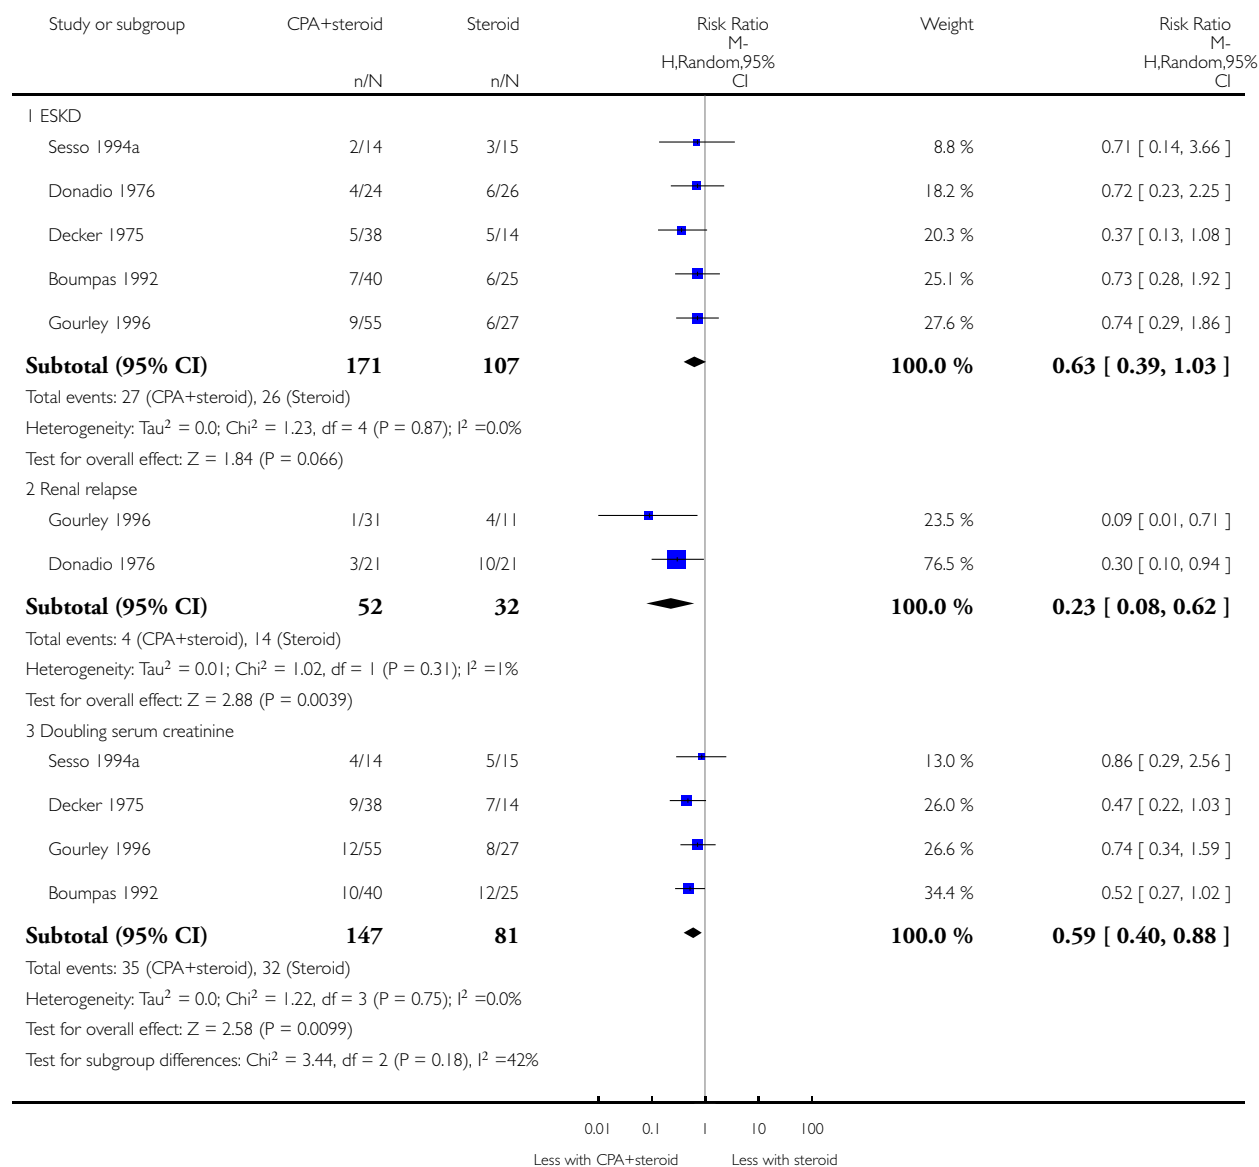 Study or subgroup CPA+steroid Steroid Risk Ratio Weight Risk Ratio
M- M-
H,Random,95% H,Random,95%
n/N n/N CI CI
1 ESKD
Sesso 1994a 2/14 3/15 8.8 % 0.71 [ 0.14, 3.66 ]
Donadio 1976 4/24 6/26 18.2 % 0.72 [ 0.23, 2.25 ]
Decker 1975 5/38 5/14 20.3 % 0.37 [ 0.13, 1.08 ]
Boumpas 1992 7/40 6/25 25.1 % 0.73 [ 0.28, 1.92 ]
Gourley 1996 9/55 6/27 27.6 % 0.74 [ 0.29, 1.86 ]
Subtotal (95% CI) 171 107 100.0 % 0.63 [ 0.39, 1.03 ]
Total events: 27 (CPA+steroid), 26 (Steroid)
Heterogeneity: Tau² = 0.0; Chi² = 1.23, df = 4 (P = 0.87); I² =0.0%
Test for overall effect: Z = 1.84 (P = 0.066)
2 Renal relapse
Gourley 1996 1/31 4/11 23.5 % 0.09 [ 0.01, 0.71 ]
Donadio 1976 3/21 10/21 76.5 % 0.30 [ 0.10, 0.94 ]
Subtotal (95% CI) 52 32 100.0 % 0.23 [ 0.08, 0.62 ]
Total events: 4 (CPA+steroid), 14 (Steroid)
Heterogeneity: Tau² = 0.01; Chi² = 1.02, df = 1 (P = 0.31); I² =1%
Test for overall effect: Z = 2.88 (P = 0.0039)
3 Doubling serum creatinine
Sesso 1994a 4/14 5/15 13.0 % 0.86 [ 0.29, 2.56 ]
Decker 1975 9/38 7/14 26.0 % 0.47 [ 0.22, 1.03 ]
Gourley 1996 12/55 8/27 26.6 % 0.74 [ 0.34, 1.59 ]
Boumpas 1992 10/40 12/25 34.4 % 0.52 [ 0.27, 1.02 ]
Subtotal (95% CI) 147 81 100.0 % 0.59 [ 0.40, 0.88 ]
Total events: 35 (CPA+steroid), 32 (Steroid)
Heterogeneity: Tau² = 0.0; Chi² = 1.22, df = 3 (P = 0.75); I² =0.0%
Test for overall effect: Z = 2.58 (P = 0.0099)
Test for subgroup differences: Chi² = 3.44, df = 2 (P = 0.18), I² =42%
0.01 0.1 1 10 100
Less with CPA+steroid Less with steroid